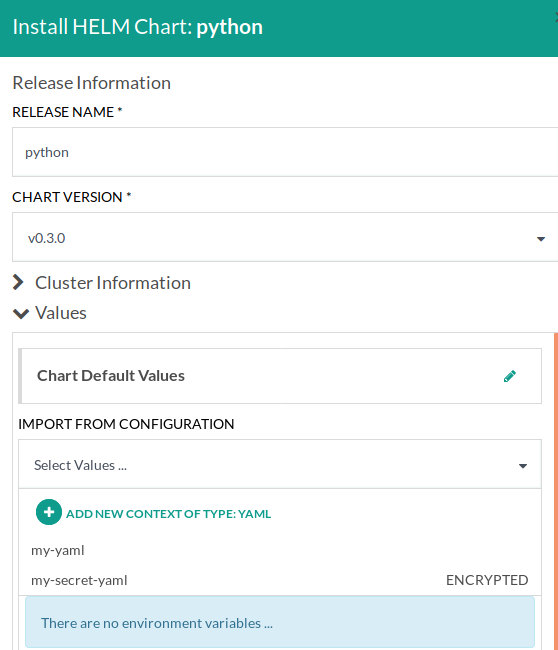 Install HELM Chart: python
Release Information
RELEASE NAME *
python
CHART VERSION *
v0.3.0
Cluster Information
Values
Chart Default Values
IMPORT FROM CONFIGURATION
Select Values ...
ADD NEW CONTEXT OF TYPE: YAML
my-yaml
my-secret-yaml ENCRYPTED
There are no environment variables ...